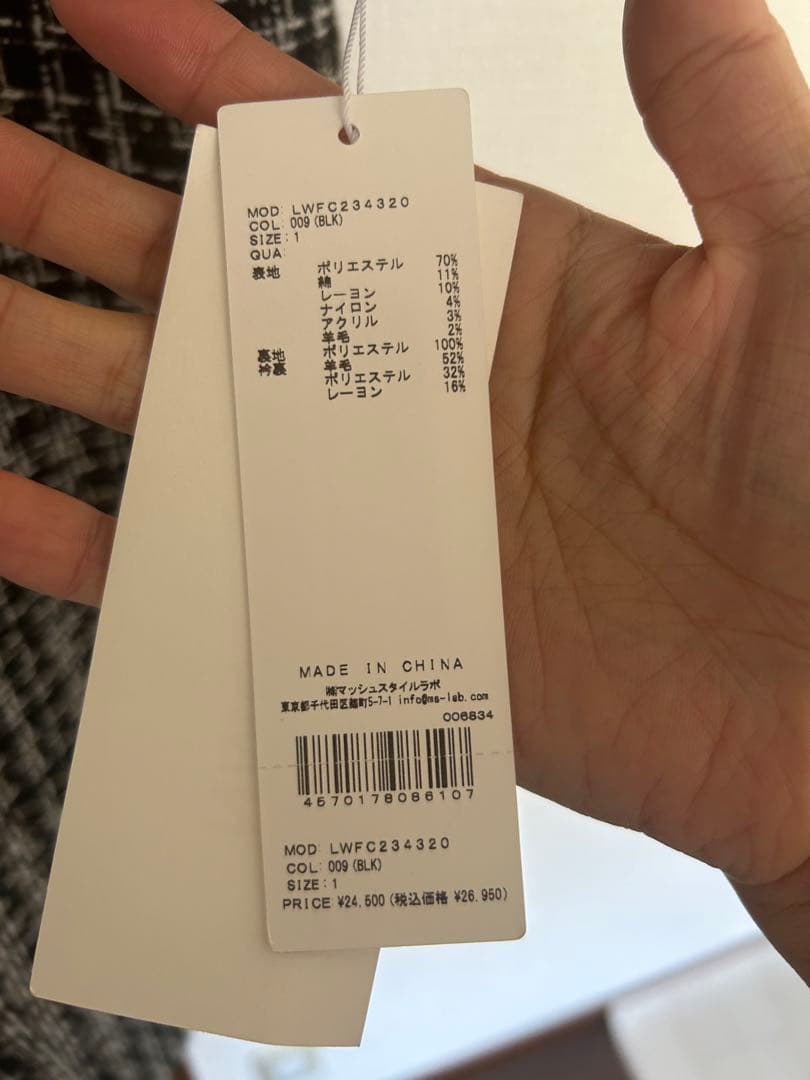 MOD: LWFC234320
COL: 009 (BLK)
SIZE: 1
QUA:
表地 ポリエステル 70%
綿 11%
レーヨン 10%
ナイロン 4%
アクリル 3%
羊毛 2%
裏地 ポリエステル 100%
衿裏 羊毛 52%
ポリエステル 32%
レーヨン 16%
MADE IN CHINA
㈱マッシュスタイルラボ
東京都千代田区麹町5-7-1 info@ms-lab.com
006834
4570178086107
MOD: LWFC234320
COL: 009 (BLK)
SIZE: 1
PRICE ¥24,500 (税込価格 ¥26,950)